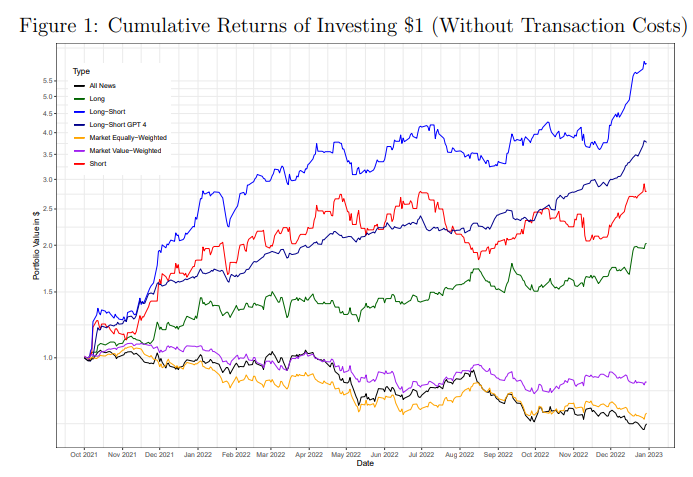 Figure 1: Cumulative Returns of Investing $1 (Without Transaction Costs)
Type
All News
Long
Long-Short
Long-Short GPT 4
Market Equally-Weighted
Market Value-Weighted
Short
Portfolio Value in $
5.5
5.0
4.5
4.0
3.5
3.0
2.5
2.0
1.5
1.0
Oct 2021 Nov 2021 Dec 2021 Jan 2022 Feb 2022 Mar 2022 Apr 2022 May 2022 Jun 2022 Jul 2022 Aug 2022 Sep 2022 Oct 2022 Nov 2022 Dec 2022 Jan 2023
Date